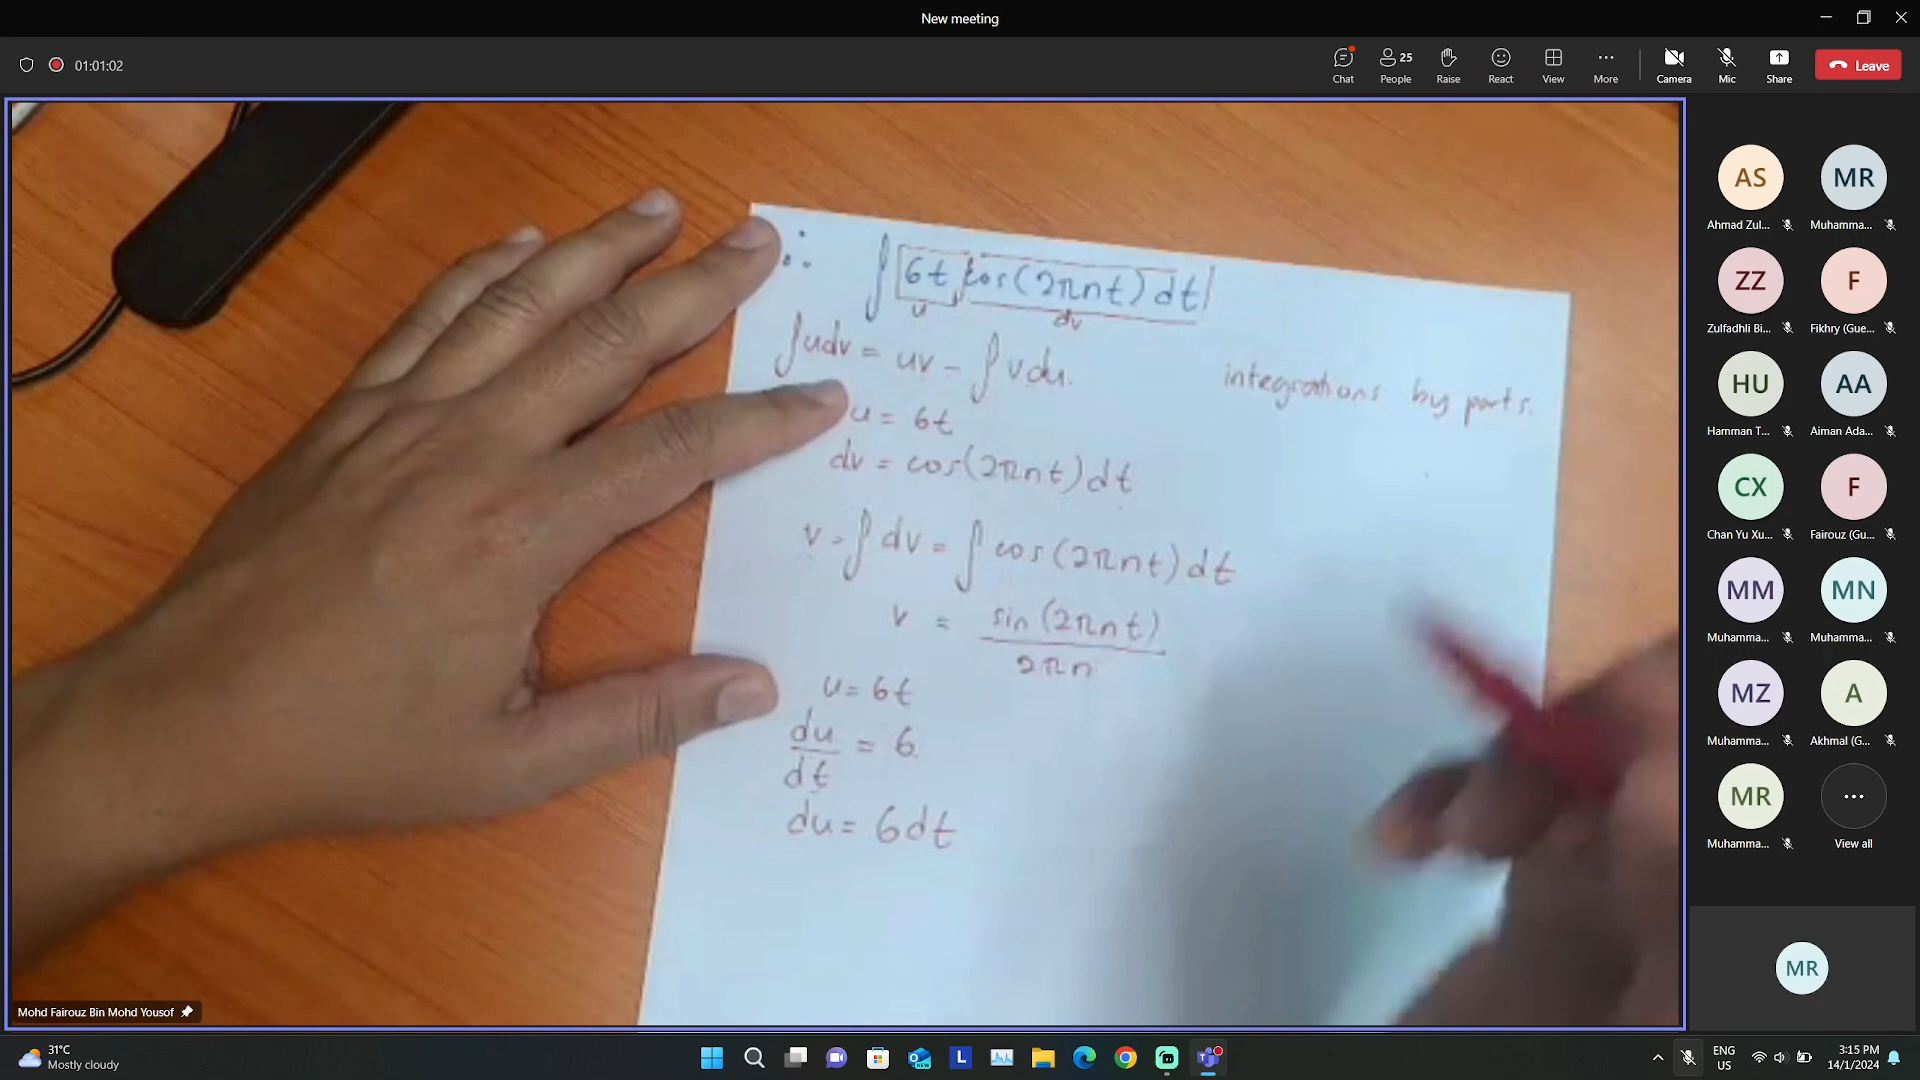 New meeting
01:01:02
Chat
25
People
Raise
React
View
More
Camera
Mic
Share
Leave
∴ ∫ 6t cos(2πnt) dt
u dv
∫udv = uv - ∫vdu.
integrations by parts.
u = 6t
dv = cos(2πnt)dt
v = ∫dv = ∫cos(2πnt)dt
v = sin(2πnt)
2πn
u = 6t
du = 6
dt
du = 6dt
Mohd Fairouz Bin Mohd Yousof
AS
MR
Ahmad Zul...
Muhamma...
ZZ
F
Zulfadhli Bi...
Fikhry (Gue...
HU
AA
Hamman T...
Aiman Ada...
CX
F
Chan Yu Xu...
Fairouz (Gu...
MM
MN
Muhamma...
Muhamma...
MZ
A
Muhamma...
Akhmal (G...
MR
Muhamma...
View all
MR
31°C
Mostly cloudy
NEW
L
ENG
US
3:15 PM
14/1/2024